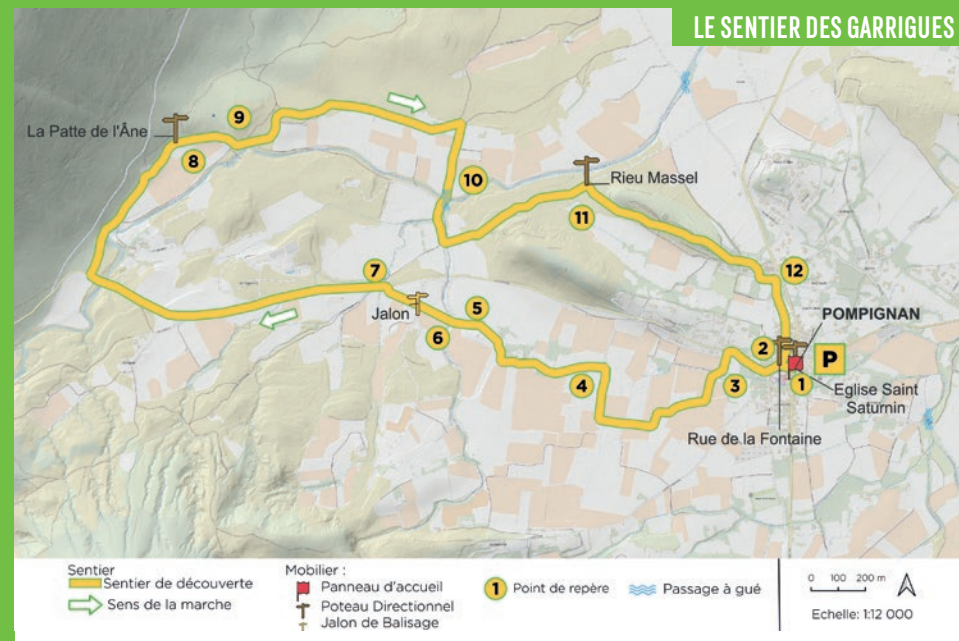 LE SENTIER DES GARRIGUES
La Patte de l'Âne
9
8
10
Rieu Massel
11
7
12
Jalon
5
6
POMPIGNAN
2
P
4
3
1
Eglise Saint
Saturnin
Rue de la Fontaine
Sentier
Sentier de découverte
Sens de la marche
Mobilier :
Panneau d'accueil
Poteau Directionnel
Jalon de Balisage
1 Point de repère
Passage à gué
0 100 200 m
Echelle: 1:12 000